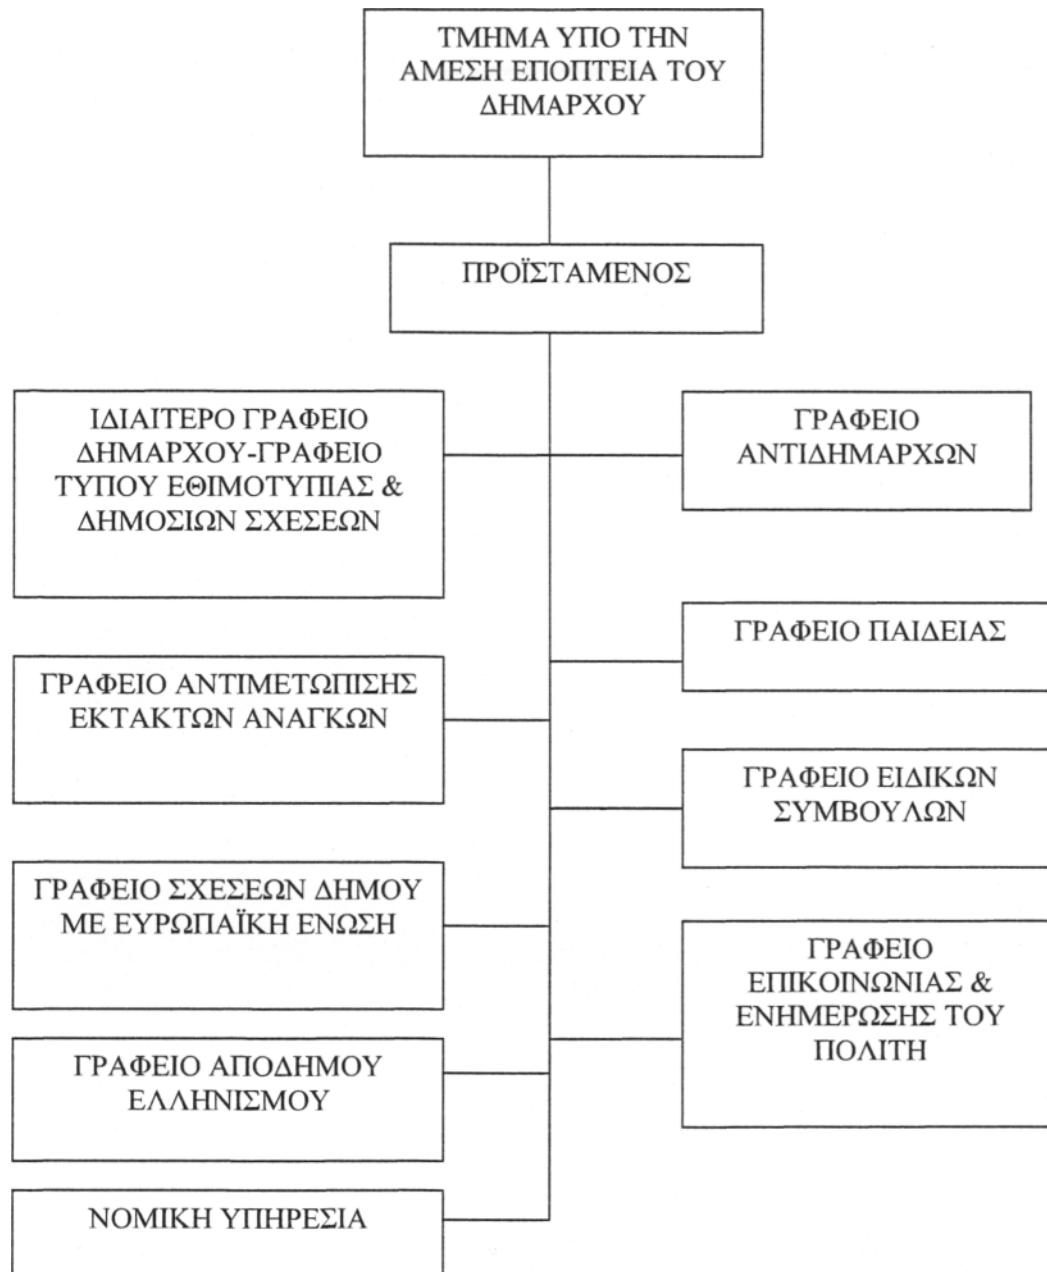 ΤΜΗΜΑ ΥΠΟ ΤΗΝ
ΑΜΕΣΗ ΕΠΟΠΤΕΙΑ ΤΟΥ
ΔΗΜΑΡΧΟΥ
ΠΡΟΪΣΤΑΜΕΝΟΣ
ΙΔΙΑΙΤΕΡΟ ΓΡΑΦΕΙΟ
ΔΗΜΑΡΧΟΥ-ΓΡΑΦΕΙΟ
ΤΥΠΟΥ ΕΘΙΜΟΤΥΠΙΑΣ &
ΔΗΜΟΣΙΩΝ ΣΧΕΣΕΩΝ
ΓΡΑΦΕΙΟ
ΑΝΤΙΔΗΜΑΡΧΩΝ
ΓΡΑΦΕΙΟ ΠΑΙΔΕΙΑΣ
ΓΡΑΦΕΙΟ ΑΝΤΙΜΕΤΩΠΙΣΗΣ
ΕΚΤΑΚΤΩΝ ΑΝΑΓΚΩΝ
ΓΡΑΦΕΙΟ ΕΙΔΙΚΩΝ
ΣΥΜΒΟΥΛΩΝ
ΓΡΑΦΕΙΟ ΣΧΕΣΕΩΝ ΔΗΜΟΥ
ΜΕ ΕΥΡΩΠΑΪΚΗ ΕΝΩΣΗ
ΓΡΑΦΕΙΟ
ΕΠΙΚΟΙΝΩΝΙΑΣ &
ΕΝΗΜΕΡΩΣΗΣ ΤΟΥ
ΠΟΛΙΤΗ
ΓΡΑΦΕΙΟ ΑΠΟΔΗΜΟΥ
ΕΛΛΗΝΙΣΜΟΥ
ΝΟΜΙΚΗ ΥΠΗΡΕΣΙΑ